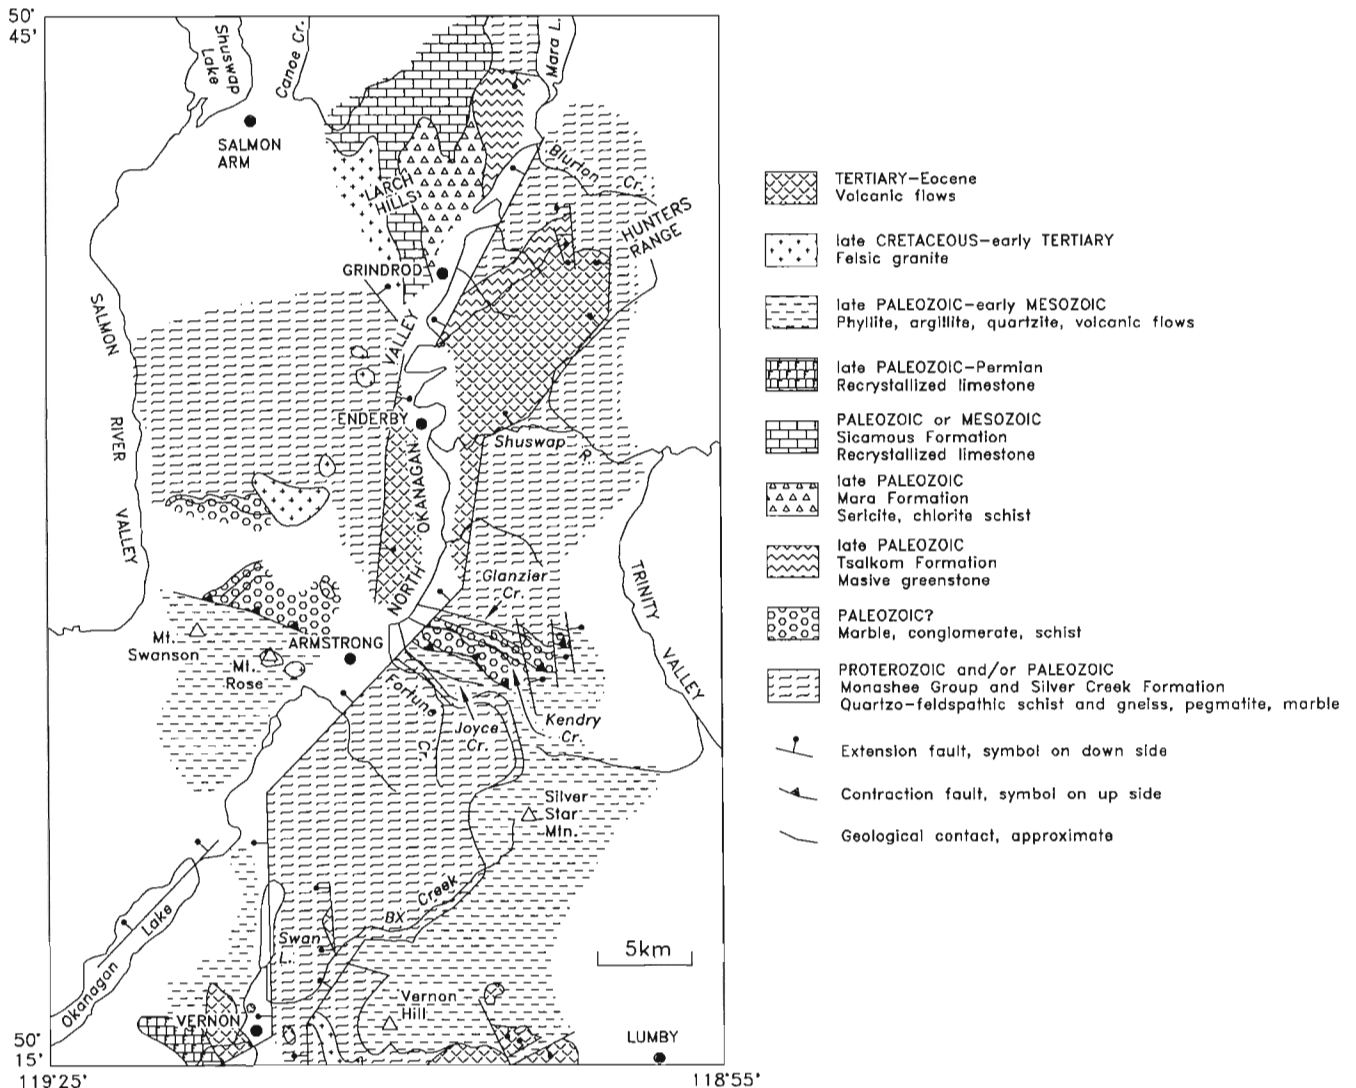 50°
45'
Shuswap
Lake
Canoe Cr.
Mara L.
SALMON
ARM
Blurton Cr.
LARCH
HILLS
HUNTERS
RANGE
GRINDROD
SALMON
RIVER
VALLEY
NORTH
OKANAGAN
VALLEY
ENDERBY
Shuswap
R.
TRINITY
VALLEY
Glanzier
Cr.
Mt.
Swanson
ARMSTRONG
Mt.
Rose
Fortune
Cr.
Joyce
Cr.
Kendry
Cr.
Silver
Star
Mtn.
BX Creek
Okanagan Lake
Swan
L.
5km
Vernon
Hill
VERNON
LUMBY
50°
15'
119°25'
118°55'
TERTIARY-Eocene
Volcanic flows
late CRETACEOUS-early TERTIARY
Felsic granite
late PALEOZOIC-early MESOZOIC
Phyllite, argillite, quartzite, volcanic flows
late PALEOZOIC-Permian
Recrystallized limestone
PALEOZOIC or MESOZOIC
Sicamous Formation
Recrystallized limestone
late PALEOZOIC
Mara Formation
Sericite, chlorite schist
late PALEOZOIC
Tsalkom Formation
Masive greenstone
PALEOZOIC?
Marble, conglomerate, schist
PROTEROZOIC and/or PALEOZOIC
Monashee Group and Silver Creek Formation
Quartzo-feldspathic schist and gneiss, pegmatite, marble
Extension fault, symbol on down side
Contraction fault, symbol on up side
Geological contact, approximate